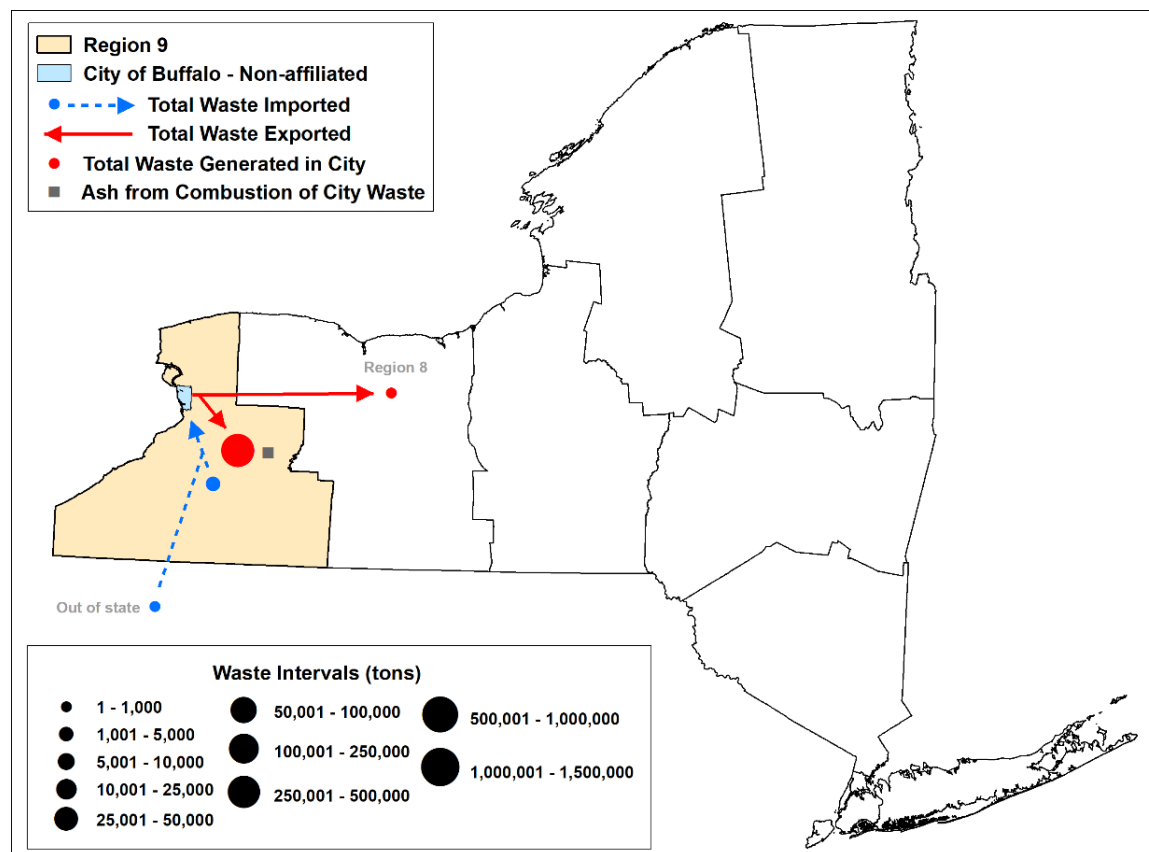 Region 9
City of Buffalo - Non-affiliated
Total Waste Imported
Total Waste Exported
Total Waste Generated in City
Ash from Combustion of City Waste
Region 8
Out of state
Waste Intervals (tons)
1 - 1,000
1,001 - 5,000
5,001 - 10,000
10,001 - 25,000
25,001 - 50,000
50,001 - 100,000
100,001 - 250,000
250,001 - 500,000
500,001 - 1,000,000
1,000,001 - 1,500,000